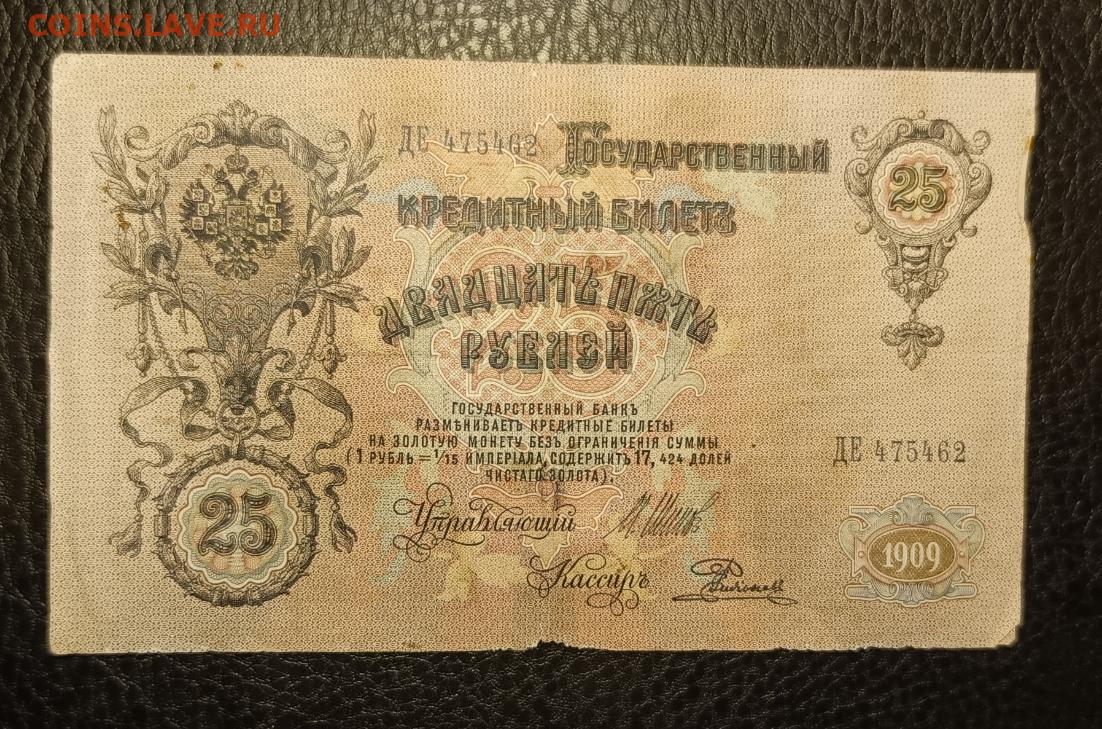 COINS.LAVE.RU
ДЕ 475462 Государственный
Кредитный Билетъ
25
Двадцать пять
рублей
ГОСУДАРСТВЕННЫЙ БАНКЪ
РАЗМѢНИВАЕТЪ КРЕДИТНЫЕ БИЛЕТЫ
НА ЗОЛОТУЮ МОНЕТУ БЕЗЪ ОГРАНИЧЕНІЯ СУММЫ
(1 РУБЛЬ = 1/15 ИМПЕРІАЛА, СОДЕРЖИТЪ 17, 424 ДОЛЕЙ
ЧИСТАГО ЗОЛОТА).
ДЕ 475462
25
25
Управляющій
Кассиръ
1909